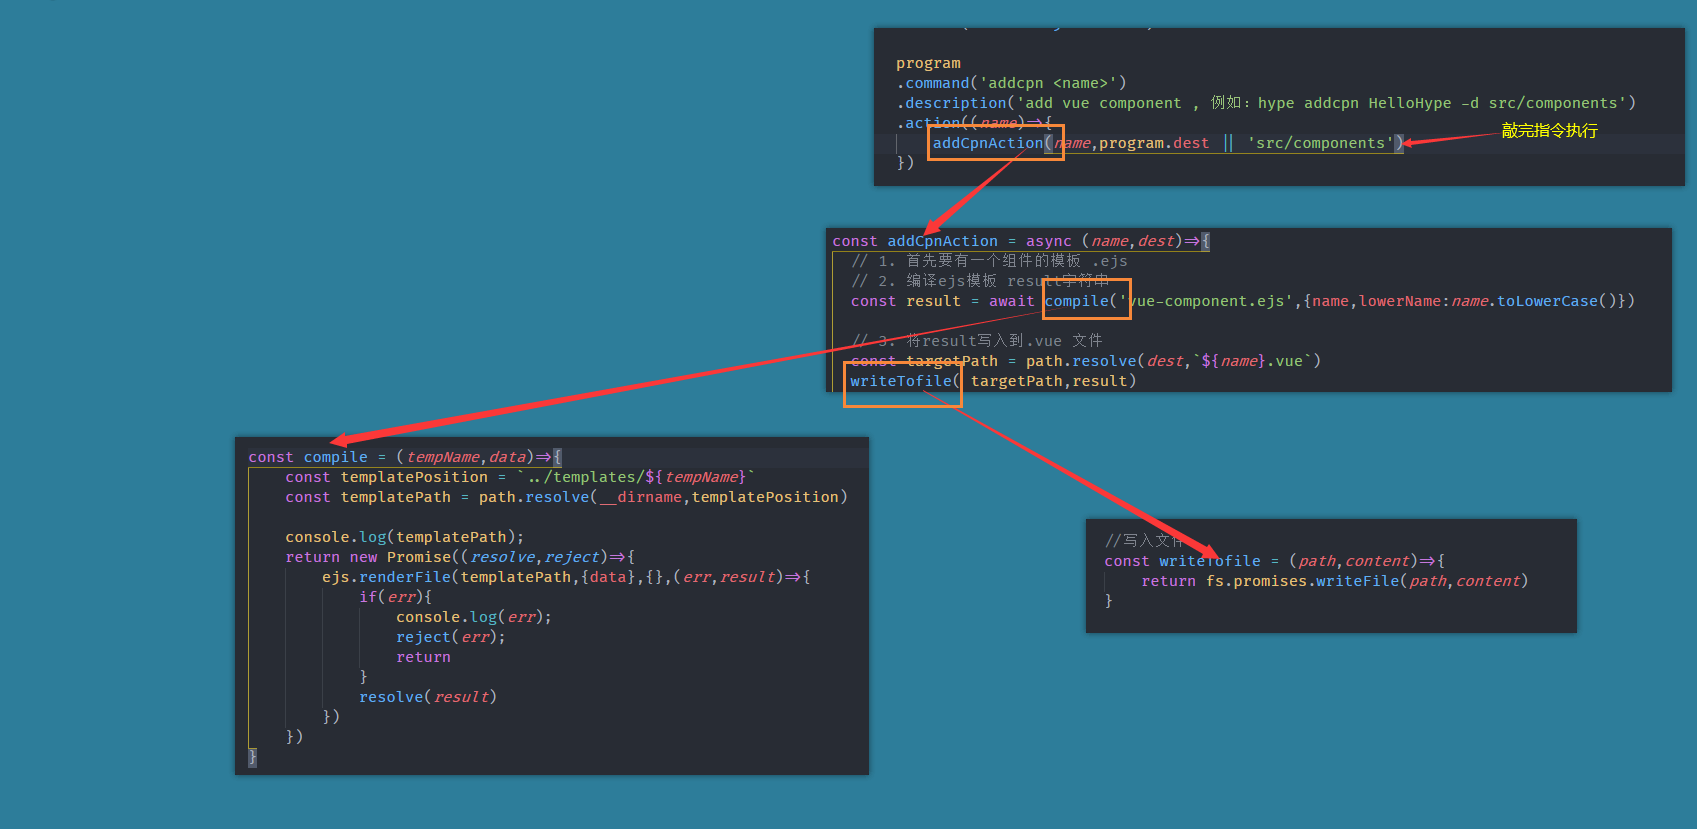 program
.command('addcpn <name>')
.description('add vue component , 例如：hype addcpn HelloHype -d src/components')
.action((name)=>{
addCpnAction(name,program.dest || 'src/components')
敲完指令执行
})
const addCpnAction = async (name,dest)=>{
// 1. 首先要有一个组件的模板 .ejs
// 2. 编译ejs模板 result字符串
const result = await compile('vue-component.ejs',{name,lowerName:name.toLowerCase()})
// 3. 将result写入到.vue 文件
const targetPath = path.resolve(dest,`${name}.vue`)
writeTofile( targetPath,result)
const compile = (tempName,data)=>{
const templatePosition = `../templates/${tempName}`
const templatePath = path.resolve(__dirname,templatePosition)
console.log(templatePath);
return new Promise((resolve,reject)=>{
ejs.renderFile(templatePath,{data},{},(err,result)=>{
if(err){
console.log(err);
reject(err);
return
}
resolve(result)
})
})
}
//写入文件
const writeTofile = (path,content)=>{
return fs.promises.writeFile(path,content)
}